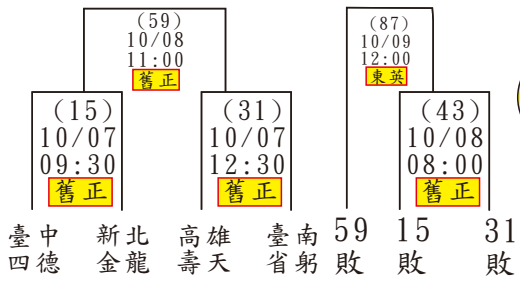 (59)
10/08
11:00
舊正
(87)
10/09
12:00
東英
(15)
10/07
09:30
舊正
(31)
10/07
12:30
舊正
(43)
10/08
08:00
舊正
臺中 新北 高雄 臺南 59 15 31
四德 金龍 壽天 省躬 敗 敗 敗